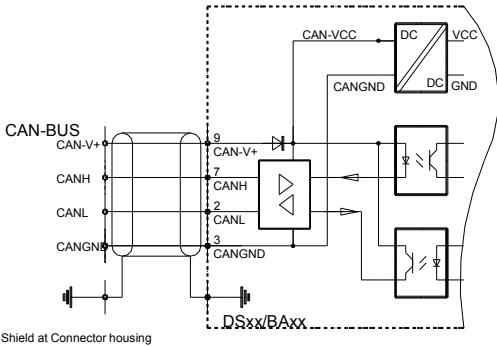 CAN-VCC
DC
VCC
CANGND
DC
GND
CAN-BUS
CAN-V+
9
CAN-V+
CANH
7
CANH
CANL
2
CANL
CANGND
3
CANGND
DSxx/BAxx
Shield at Connector housing